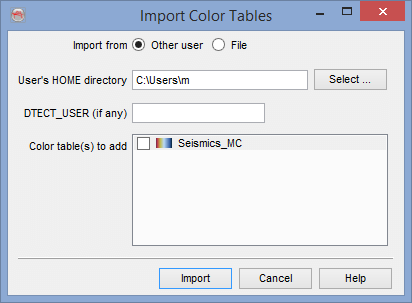 Import Color Tables
Import from Other user File
User's HOME directory C:\Users\m Select ...
DTECT_USER (if any)
Color table(s) to add Seismics_MC
Import Cancel Help